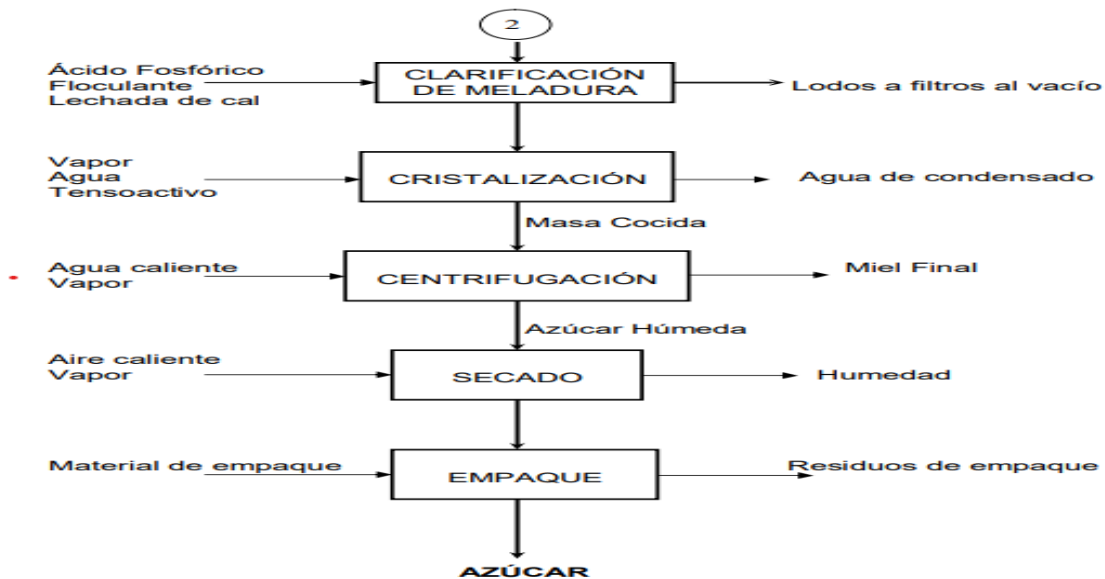 2
Ácido Fosfórico
Floculante
Lechada de cal
CLARIFICACIÓN
DE MELADURA
Lodos a filtros al vacío
Vapor
Agua
Tensoactivo
CRISTALIZACIÓN
Agua de condensado
Masa Cocida
Agua caliente
Vapor
CENTRIFUGACIÓN
Miel Final
Azúcar Húmeda
Aire caliente
Vapor
SECADO
Humedad
Material de empaque
EMPAQUE
Residuos de empaque
AZÚCAR